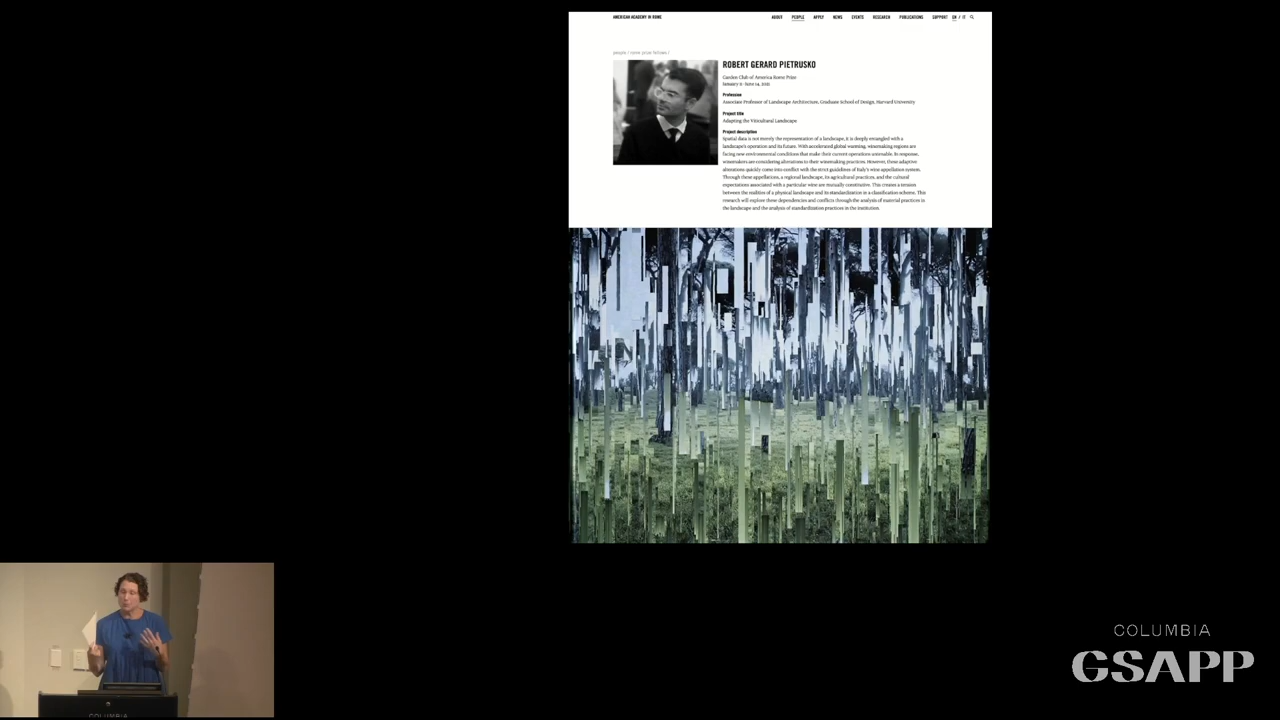 AMERICAN ACADEMY IN ROME
ABOUT PEOPLE APPLY NEWS EVENTS RESEARCH PUBLICATIONS SUPPORT EN / IT
people / rome prize fellows /
ROBERT GERARD PIETRUSKO
Garden Club of America Rome Prize
Profession
Associate Professor of Landscape Architecture, Graduate School of Design, Harvard University
Project title
Adapting the Viticultural Landscape
Project description
Spatial data is not merely the representation of a landscape, it is deeply entangled with a
landscape's operation and its future. With accelerated global warming, winemaking regions are
facing new environmental conditions that make their current operations untenable. In response,
winemakers are considering alterations to their winemaking practices. However, these adaptive
alterations quickly come into conflict with the strict guidelines of Italy's wine appellation system.
Through these appellations, a regional landscape, its agricultural practices, and the cultural
expectations associated with a particular wine are mutually constitutive. This creates a tension
between the realities of a physical landscape and its standardization in a classification scheme. This
research will explore these dependencies and conflicts through the analysis of material practices in
the landscape and the analysis of standardization practices in the institution.
COLUMBIA
COLUMBIA
GSAPP